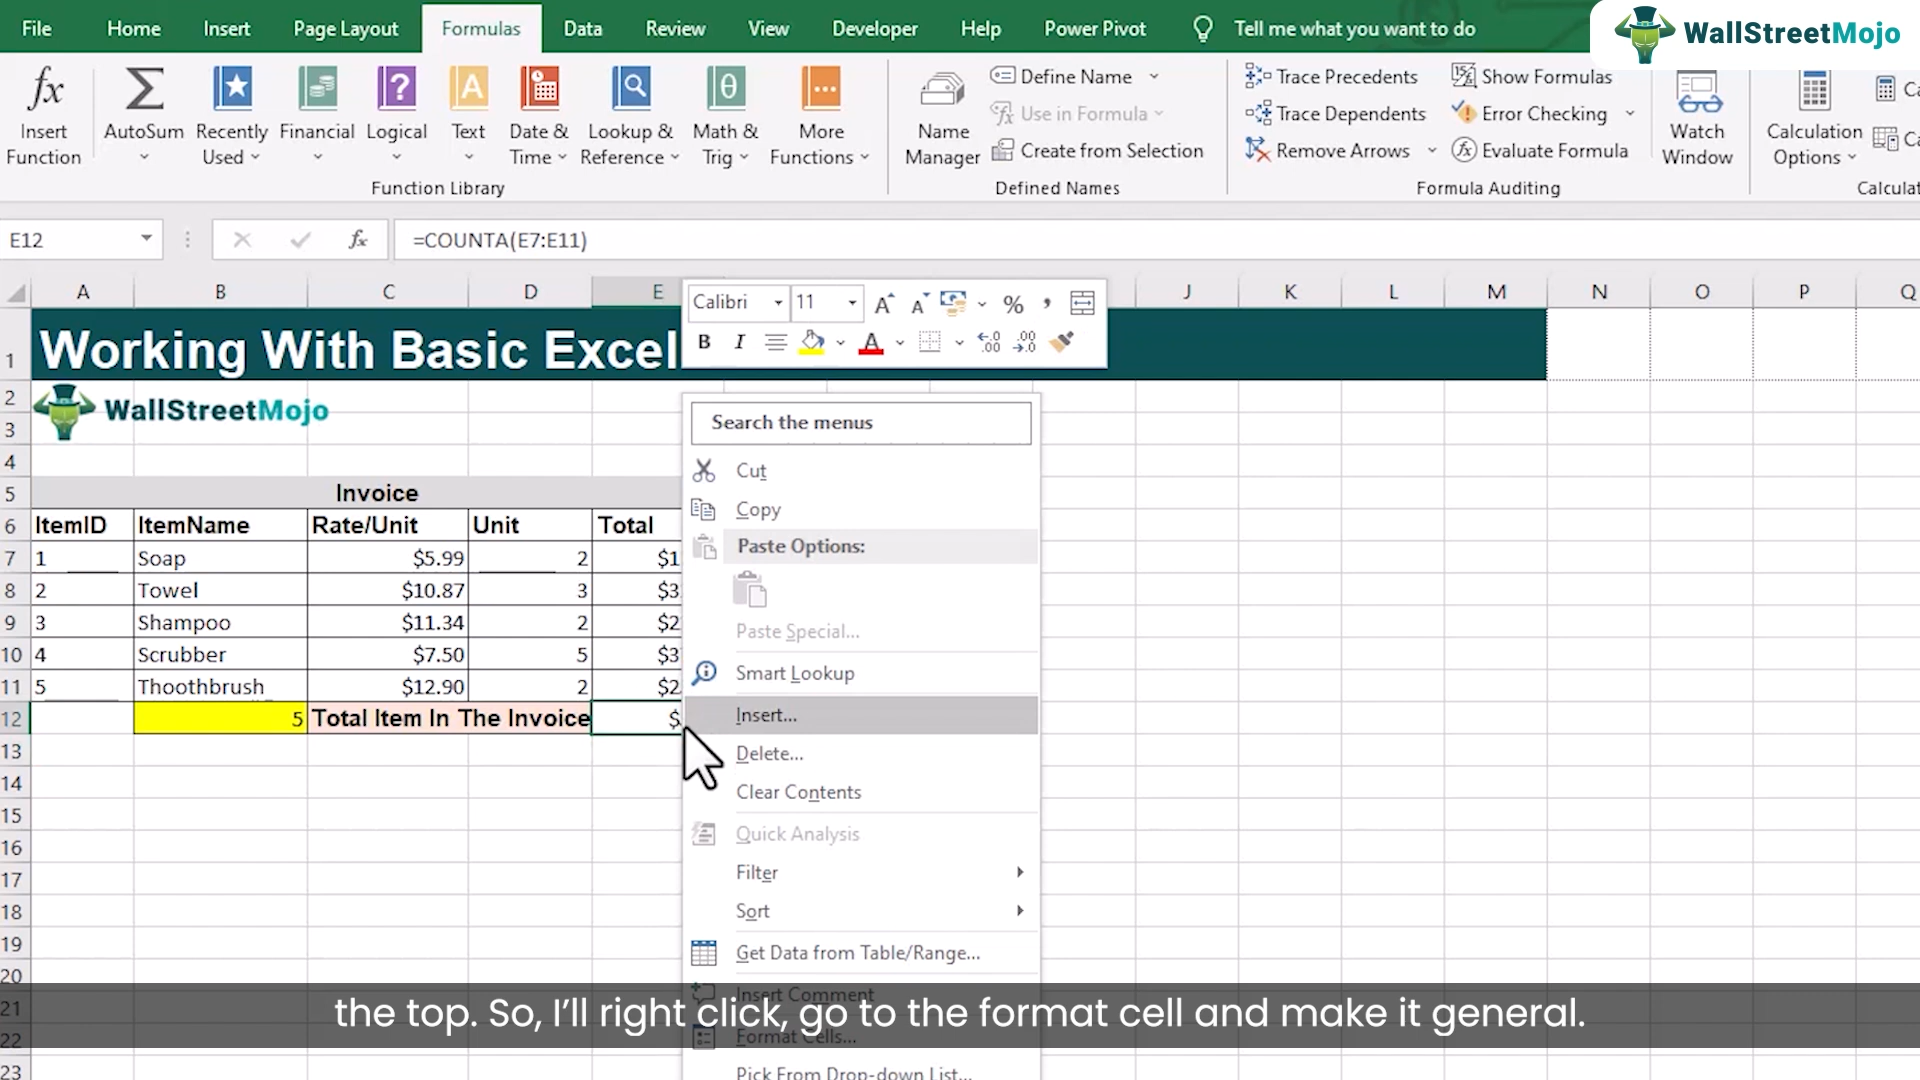 File Home Insert Page Layout Formulas Data Review View Developer Help Power Pivot Tell me what you want to do
WallStreetMojo
fx
Insert
Function
AutoSum
Recently
Used
Financial
Logical
Text
Date &
Time
Lookup &
Reference
Math &
Trig
More
Functions
Function Library
Name
Manager
Define Name
Use in Formula
Create from Selection
Defined Names
Trace Precedents
Trace Dependents
Remove Arrows
Show Formulas
Error Checking
Evaluate Formula
Formula Auditing
Watch
Window
Calculation
Options
E12 fx =COUNTA(E7:E11)
A B C D E J K L M N O P Q
Calibri 11 A A % ,
B I A
1 Working With Basic Excel
2 WallStreetMojo
3
4
5 Invoice
6 ItemID ItemName Rate/Unit Unit Total
7 1 Soap $5.99 2 $1
8 2 Towel $10.87 3 $3
9 3 Shampoo $11.34 2 $2
10 4 Scrubber $7.50 5 $3
11 5 Thoothbrush $12.90 2 $2
12 5 Total Item In The Invoice $
13
14
15
16
17
18
19
20
21
22
23
Search the menus
Cut
Copy
Paste Options:
Paste Special...
Smart Lookup
Insert...
Delete...
Clear Contents
Quick Analysis
Filter
Sort
Get Data from Table/Range...
Insert Comment
Format Cells...
Pick From Drop-down List...
the top. So, I’ll right click, go to the format cell and make it general.